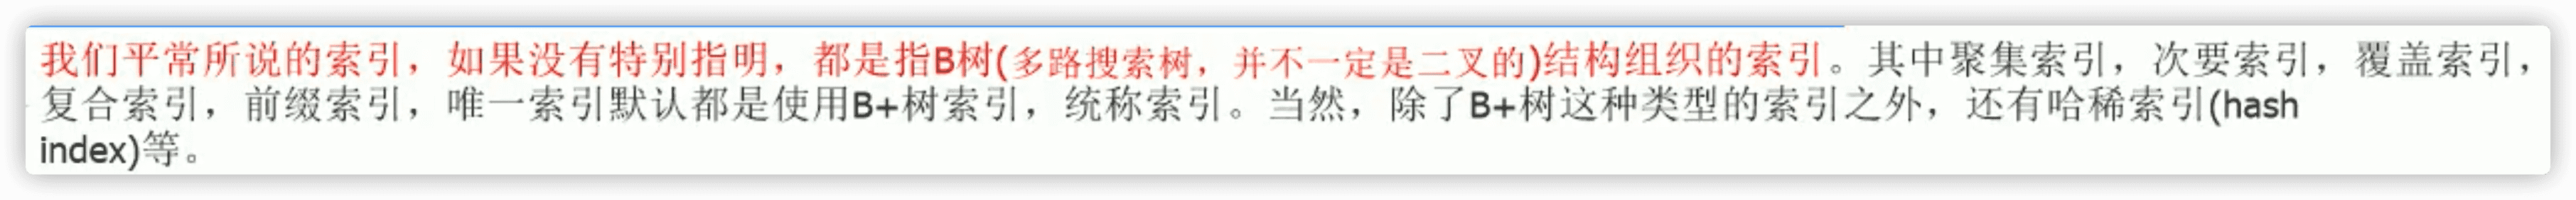 我们平常所说的索引，如果没有特别指明，都是指B树(多路搜索树，并不一定是二叉的)结构组织的索引。其中聚集索引，次要索引，覆盖索引，
复合索引，前缀索引，唯一索引默认都是使用B+树索引，统称索引。当然，除了B+树这种类型的索引之外，还有哈稀索引(hash
index)等。